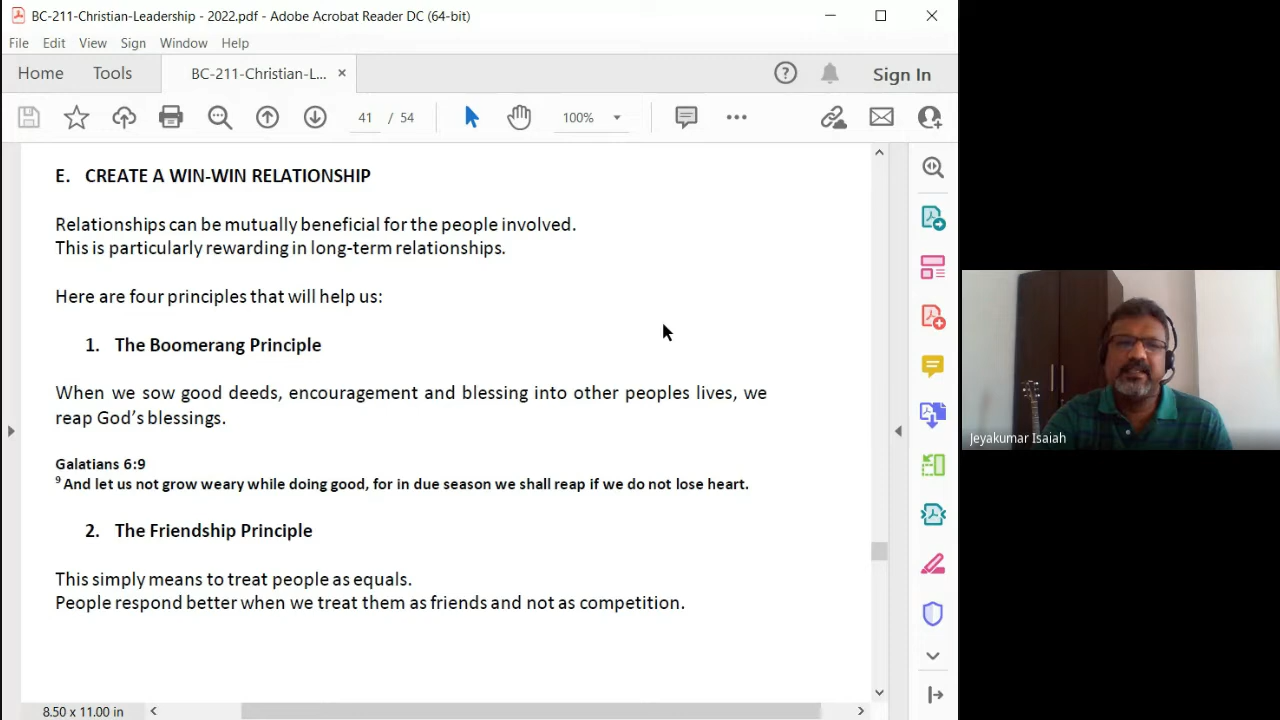 BC-211-Christian-Leadership - 2022.pdf - Adobe Acrobat Reader DC (64-bit)
File Edit View Sign Window Help
Home Tools BC-211-Christian-L... × Sign In
41 / 54 100%
E. CREATE A WIN-WIN RELATIONSHIP
Relationships can be mutually beneficial for the people involved.
This is particularly rewarding in long-term relationships.
Here are four principles that will help us:
1. The Boomerang Principle
When we sow good deeds, encouragement and blessing into other peoples lives, we
reap God’s blessings.
Galatians 6:9
⁹ And let us not grow weary while doing good, for in due season we shall reap if we do not lose heart.
2. The Friendship Principle
This simply means to treat people as equals.
People respond better when we treat them as friends and not as competition.
8.50 x 11.00 in
Jeyakumar Isaiah